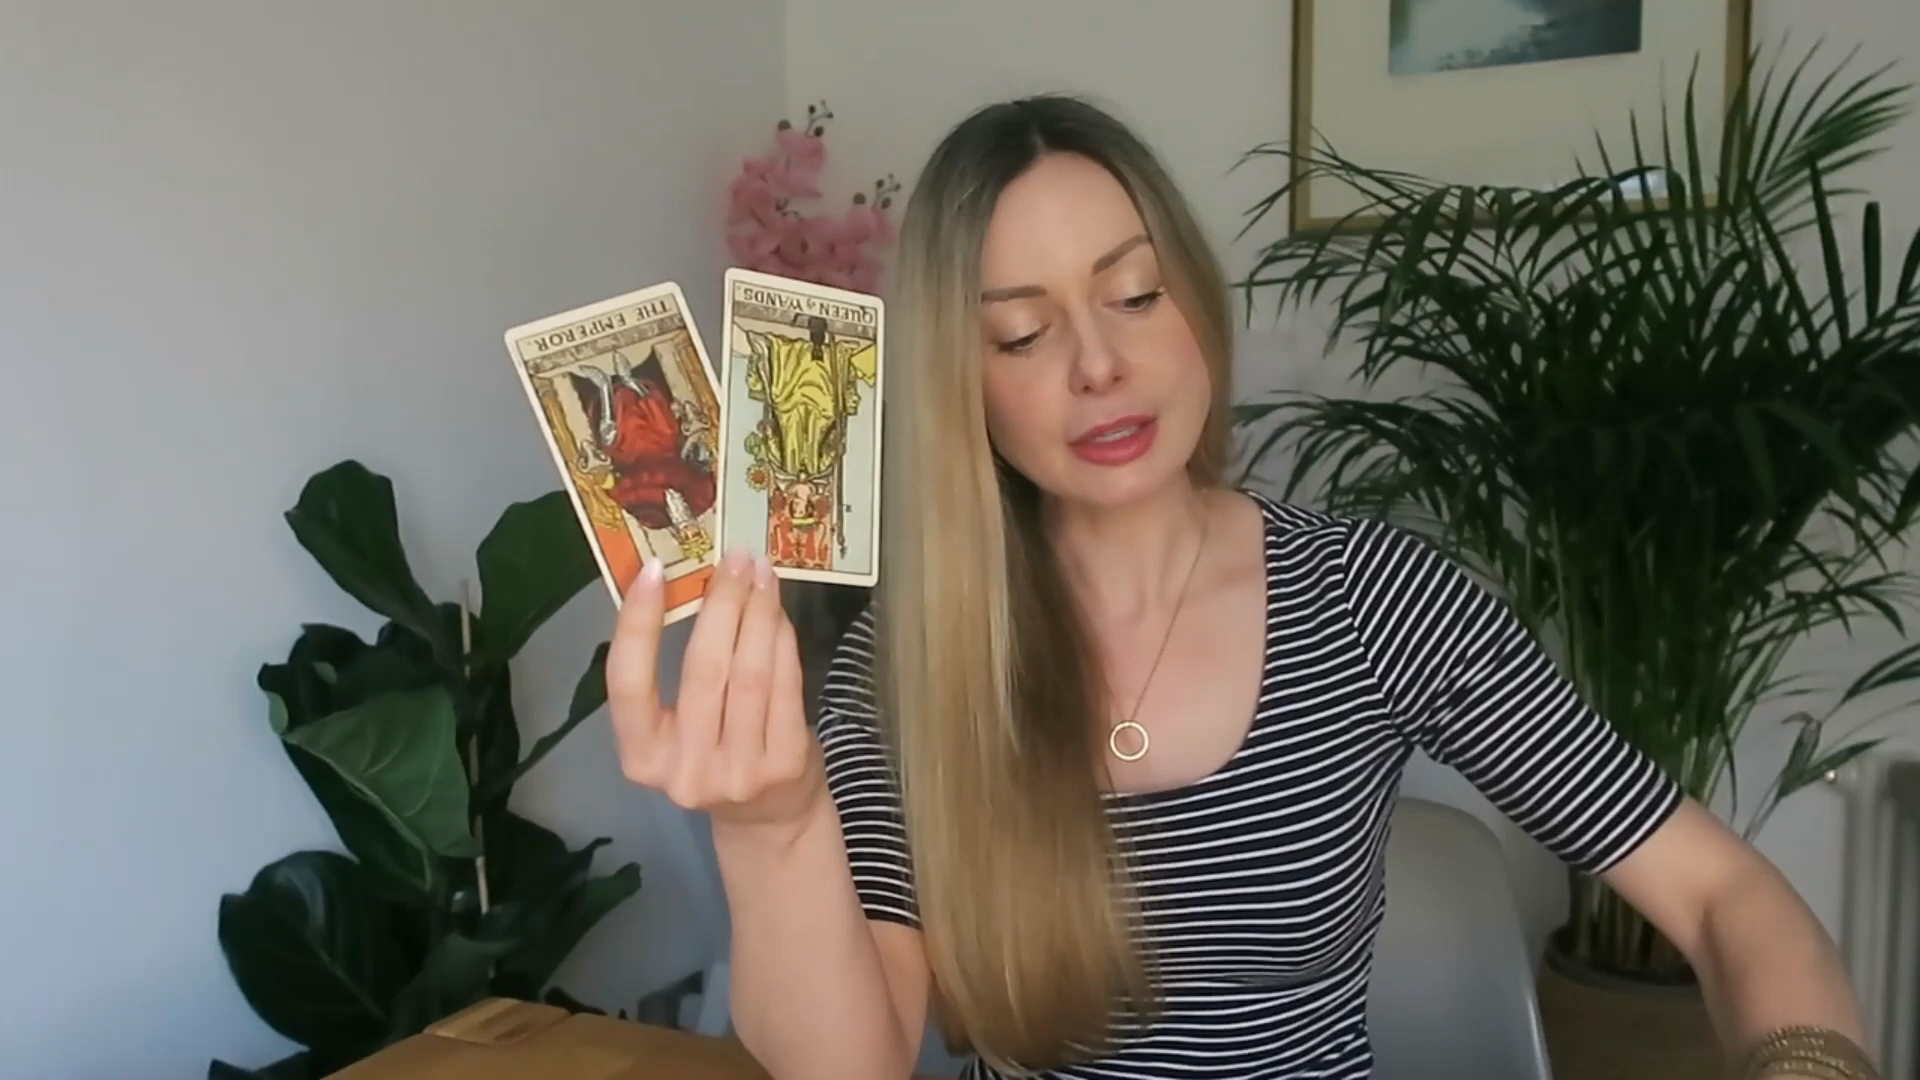 THE EMPEROR.
QUEEN of WANDS.